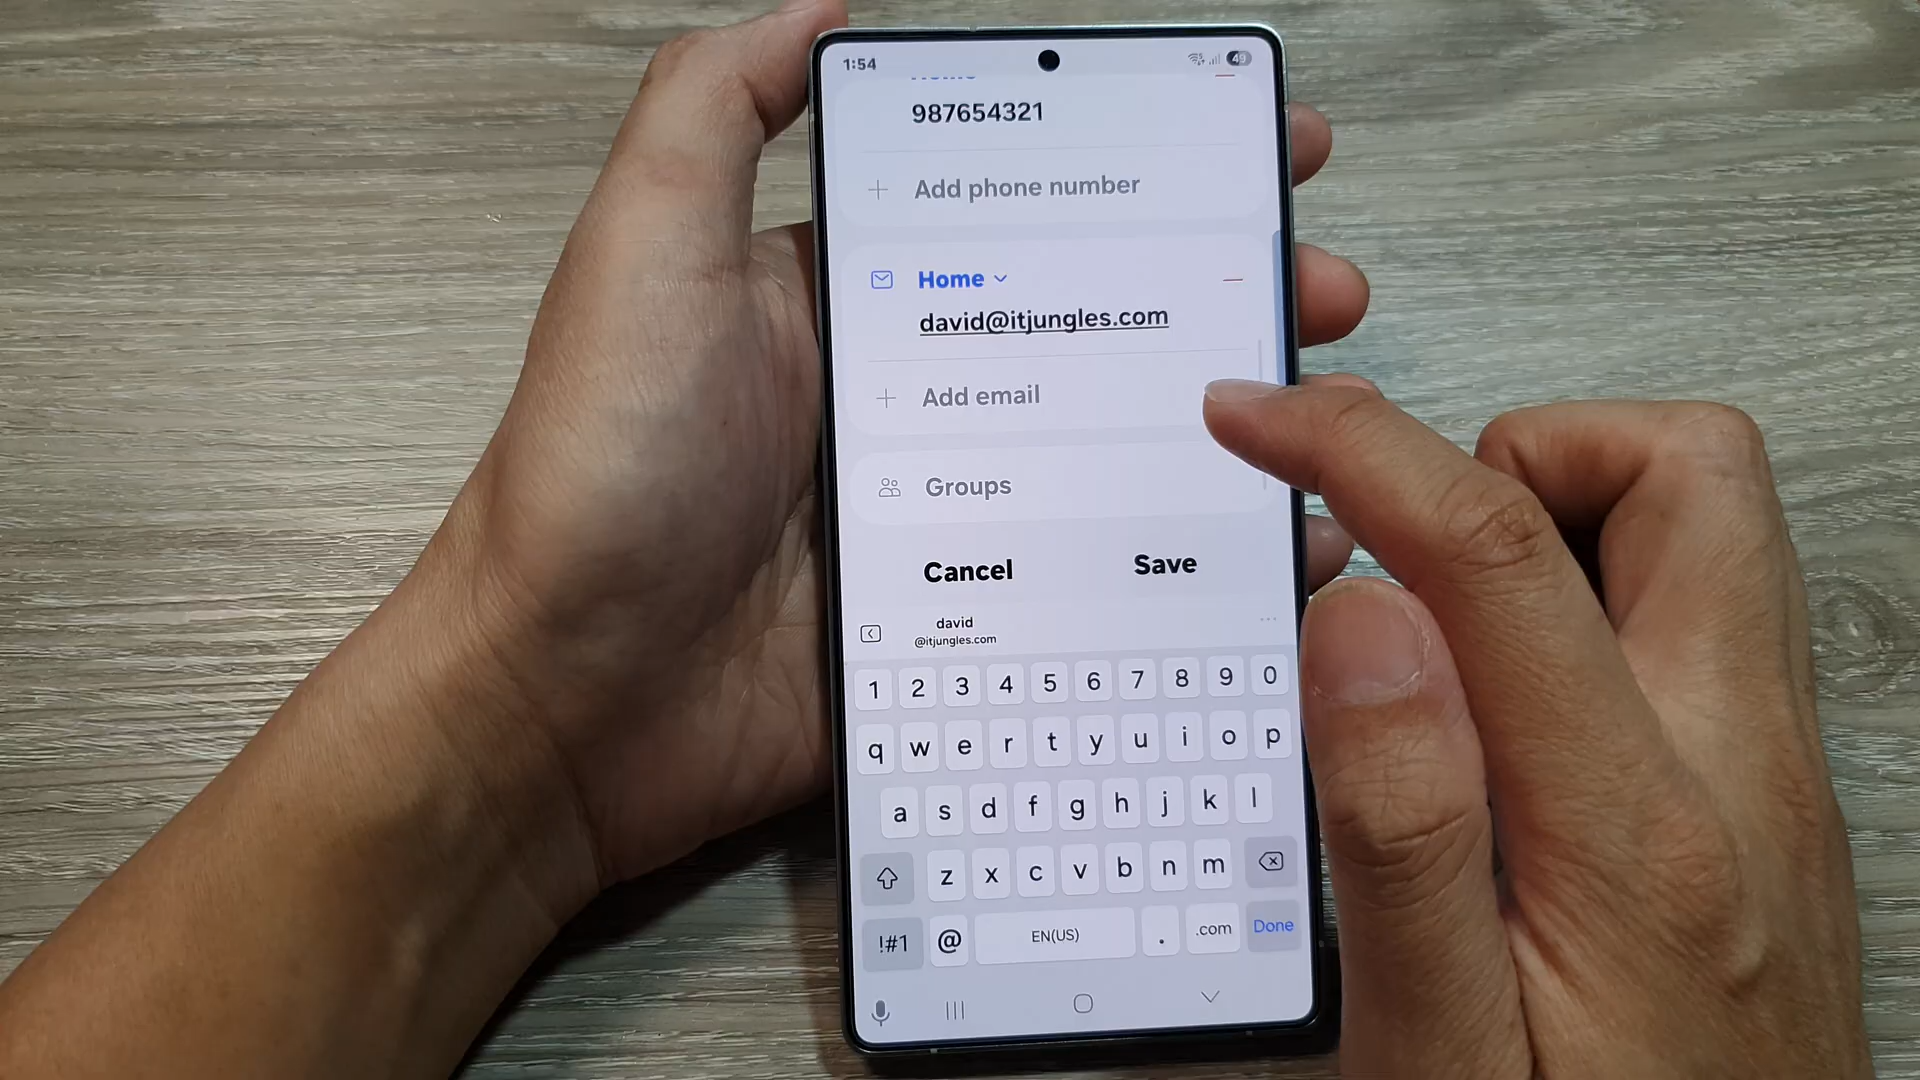 1:54
49
987654321
Add phone number
Home
david@itjungles.com
Add email
Groups
Cancel
Save
david
@itjungles.com
1 2 3 4 5 6 7 8 9 0
q w e r t y u i o p
a s d f g h j k l
z x c v b n m
!#1 @ EN(US) . .com Done